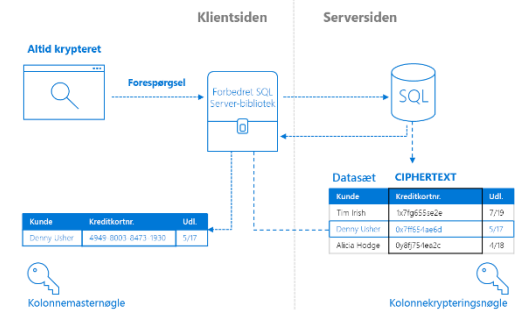 Klientsiden
Serversiden
Altid krypteret
Forespørgsel
Forbedret SQL
Server-bibliotek
SQL
Datasæt CIPHERTEXT
Kunde Kreditkortnr. Udl.
Tim Irish 1x7fg655se2e 7/19
Denny Usher 0x7ff654ae6d 5/17
Alicia Hodge 0y8fj754ea2c 4/18
Kunde Kreditkortnr. Udl.
Denny Usher 4949-8003-8473-1930 5/17
Kolonnemasternøgle
Kolonnekrypteringsnøgle